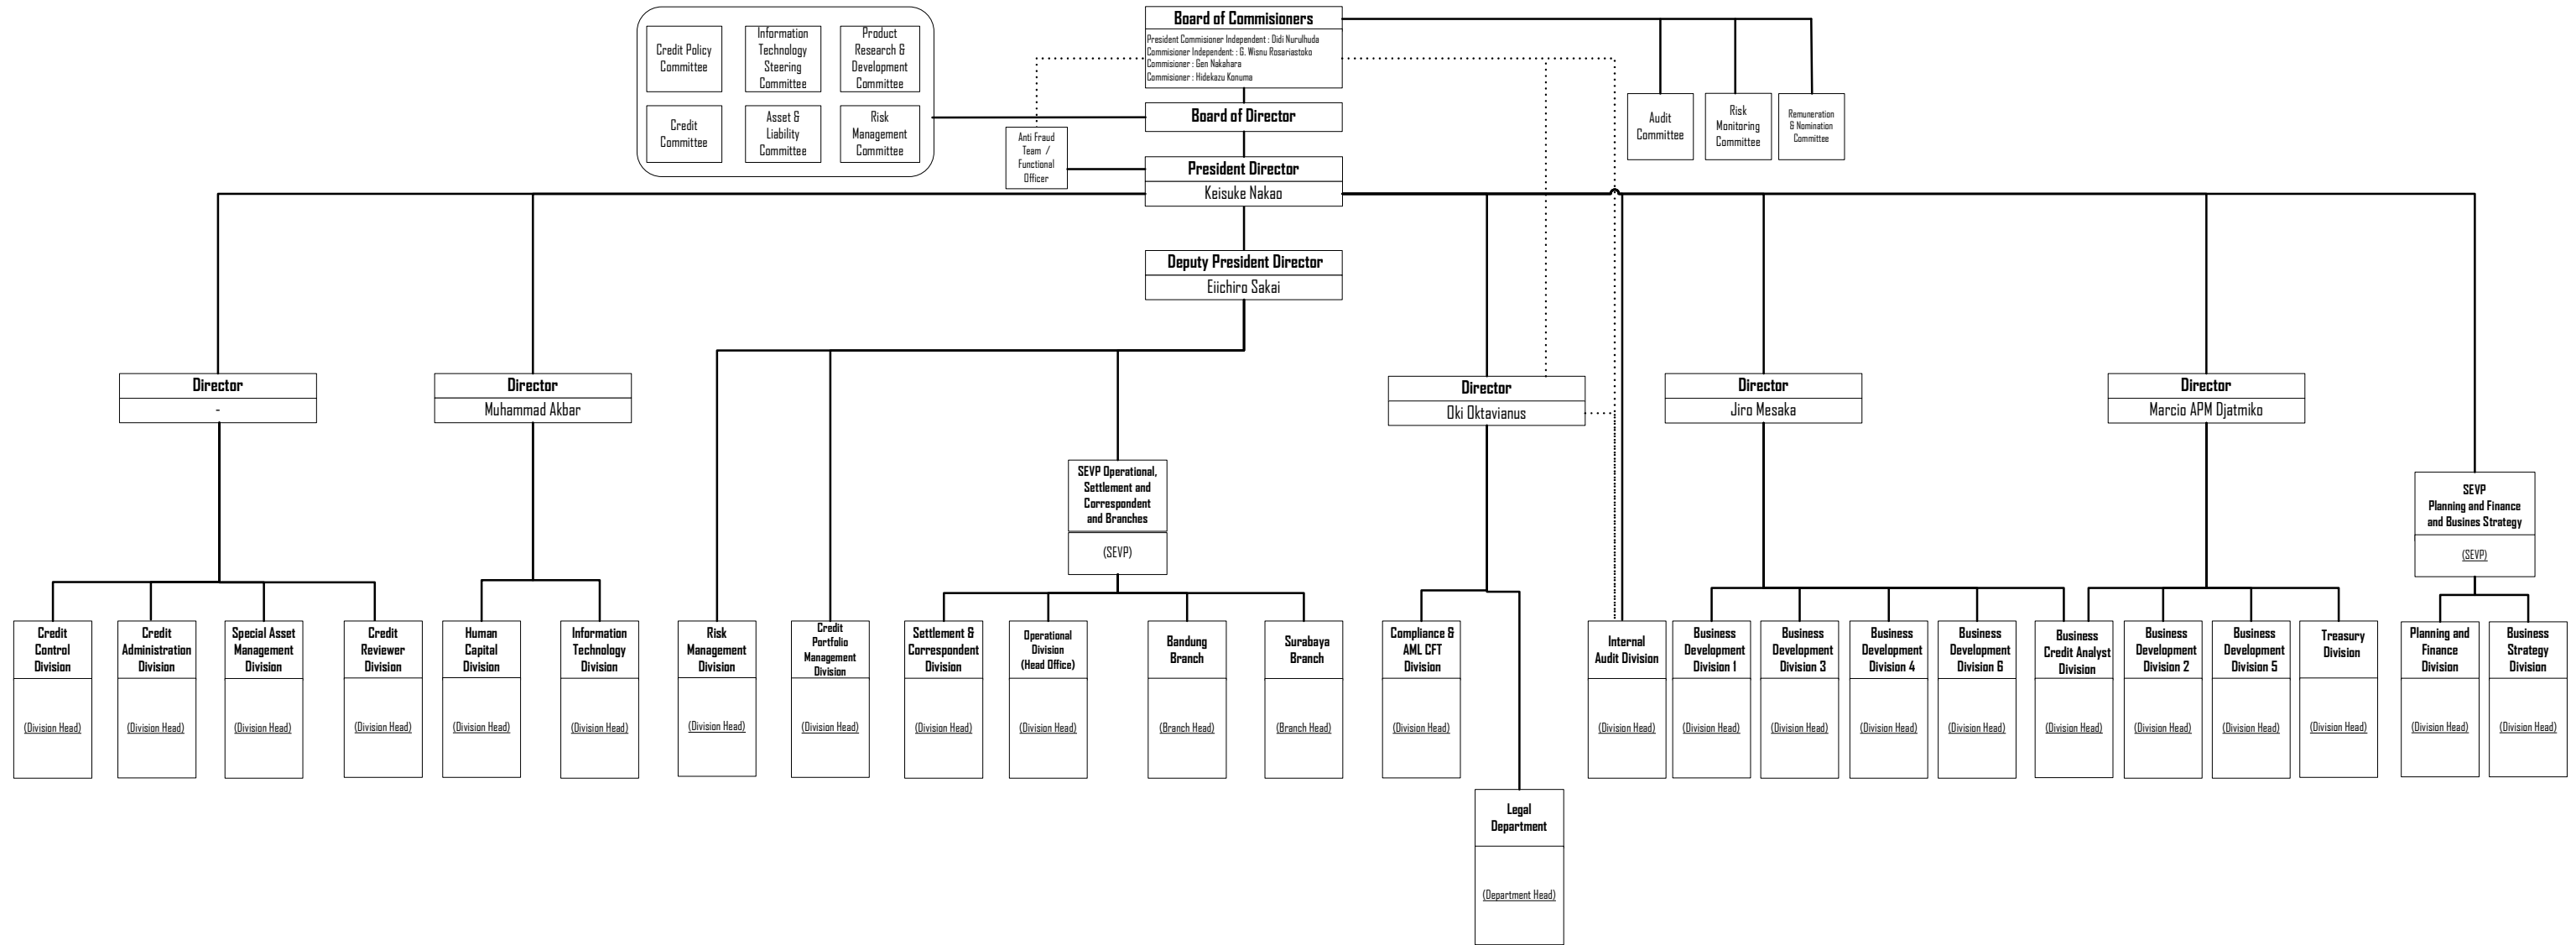 Board of Commisioners
President Commisioner Independent : Didi Nurulhuda
Commisioner Independent: : G. Wisnu Rosariastoko
Commisioner : Gen Nakahara
Commisioner : Hidekazu Konuma
Credit Policy
Committee
Information
Technology
Steering
Committee
Product
Research &
Development
Committee
Credit
Committee
Asset &
Liability
Committee
Risk
Management
Committee
Board of Director
Anti Fraud
Team /
Functional
Officer
Audit
Committee
Risk
Monitoring
Committee
Remuneration
& Nomination
Committee
President Director
Keisuke Nakao
Deputy President Director
Eiichiro Sakai
Director
-
Director
Muhammad Akbar
Director
Oki Oktavianus
Director
Jiro Mesaka
Director
Marcio APM Djatmiko
SEVP Operational,
Settlement and
Correspondent
and Branches
(SEVP)
SEVP
Planning and Finance
and Busines Strategy
(SEVP)
Credit
Control
Division
(Division Head)
Credit
Administration
Division
(Division Head)
Special Asset
Management
Division
(Division Head)
Credit
Reviewer
Division
(Division Head)
Human
Capital
Division
(Division Head)
Information
Technology
Division
(Division Head)
Risk
Management
Division
(Division Head)
Credit
Portfolio
Management
Division
(Division Head)
Settlement &
Correspondent
Division
(Division Head)
Operational
Division
(Head Office)
(Division Head)
Bandung
Branch
(Branch Head)
Surabaya
Branch
(Branch Head)
Compliance &
AML CFT
Division
(Division Head)
Internal
Audit Division
(Division Head)
Business
Development
Division 1
(Division Head)
Business
Development
Division 3
(Division Head)
Business
Development
Division 4
(Division Head)
Business
Development
Division 6
(Division Head)
Business
Credit Analyst
Division
(Division Head)
Business
Development
Division 2
(Division Head)
Business
Development
Division 5
(Division Head)
Treasury
Division
(Division Head)
Planning and
Finance
Division
(Division Head)
Business
Strategy
Division
(Division Head)
Legal
Department
(Department Head)